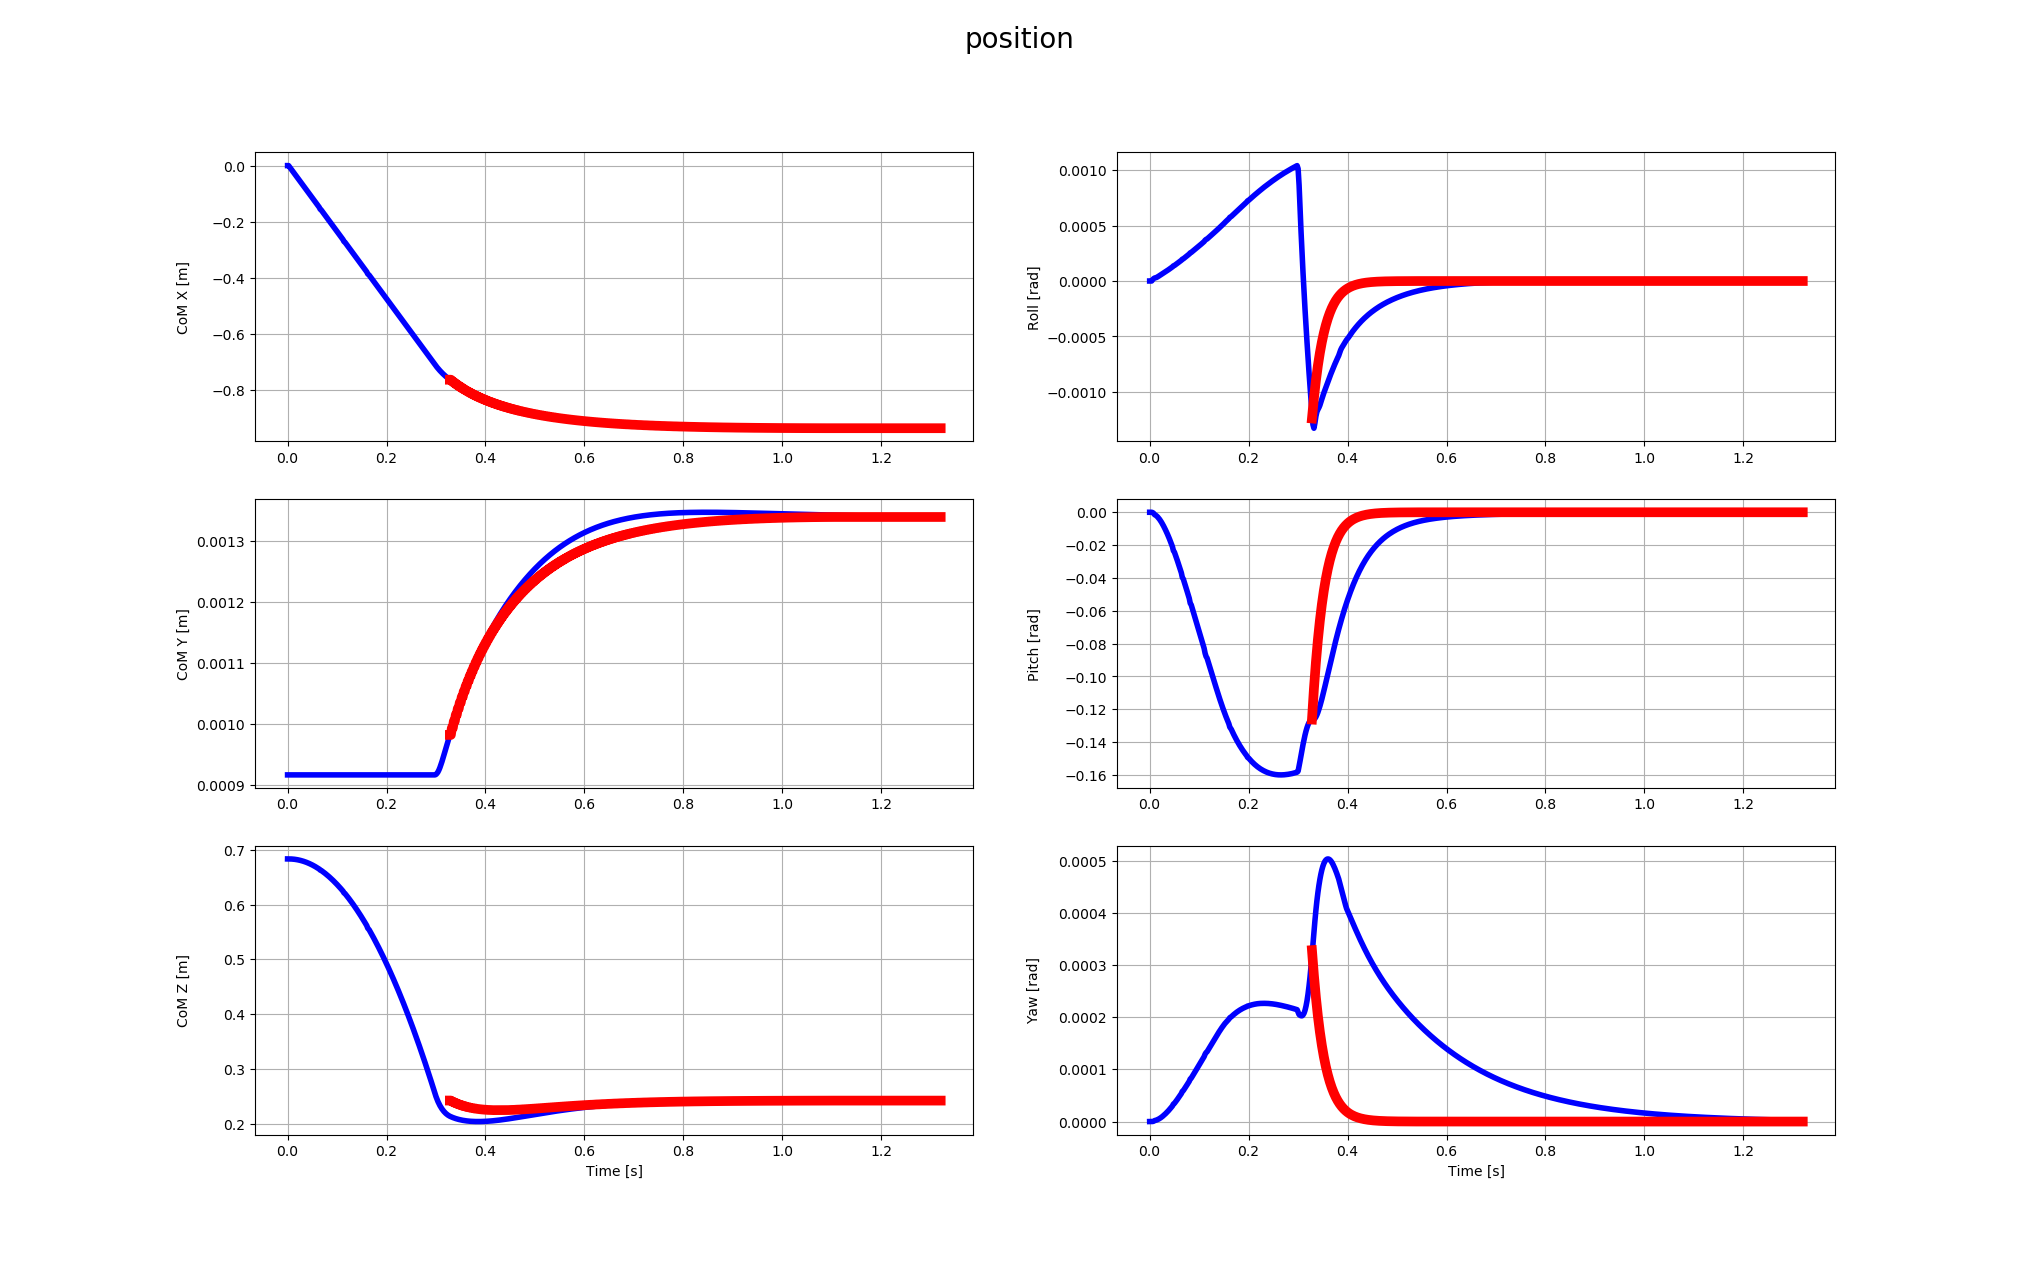 position
CoM X [m]
0.0
−0.2
−0.4
−0.6
−0.8
0.0 0.2 0.4 0.6 0.8 1.0 1.2
Roll [rad]
0.0010
0.0005
0.0000
−0.0005
−0.0010
0.0 0.2 0.4 0.6 0.8 1.0 1.2
CoM Y [m]
0.0013
0.0012
0.0011
0.0010
0.0009
0.0 0.2 0.4 0.6 0.8 1.0 1.2
Pitch [rad]
0.00
−0.02
−0.04
−0.06
−0.08
−0.10
−0.12
−0.14
−0.16
0.0 0.2 0.4 0.6 0.8 1.0 1.2
CoM Z [m]
0.7
0.6
0.5
0.4
0.3
0.2
0.0 0.2 0.4 0.6 0.8 1.0 1.2
Time [s]
Yaw [rad]
0.0005
0.0004
0.0003
0.0002
0.0001
0.0000
0.0 0.2 0.4 0.6 0.8 1.0 1.2
Time [s]